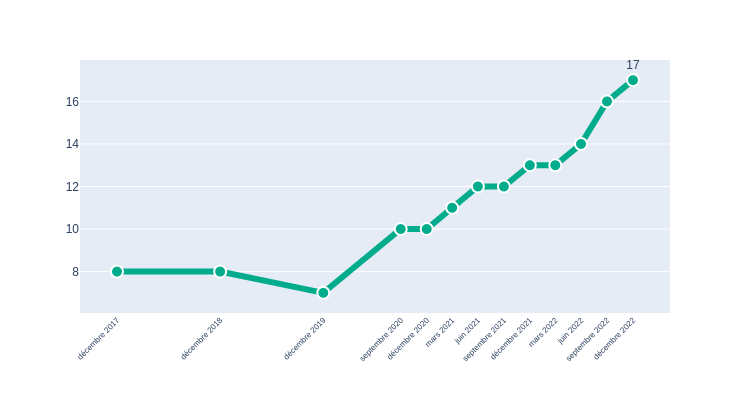 17
16
14
12
10
8
décembre 2017
décembre 2018
décembre 2019
septembre 2020
décembre 2020
mars 2021
juin 2021
septembre 2021
décembre 2021
mars 2022
juin 2022
septembre 2022
décembre 2022